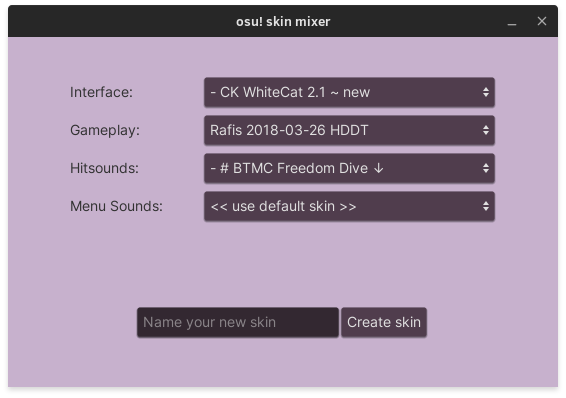 osu! skin mixer
Interface: - CK WhiteCat 2.1 ~ new
Gameplay: Rafis 2018-03-26 HDDT
Hitsounds: - # BTMC Freedom Dive ↓
Menu Sounds: << use default skin >>
Name your new skin Create skin